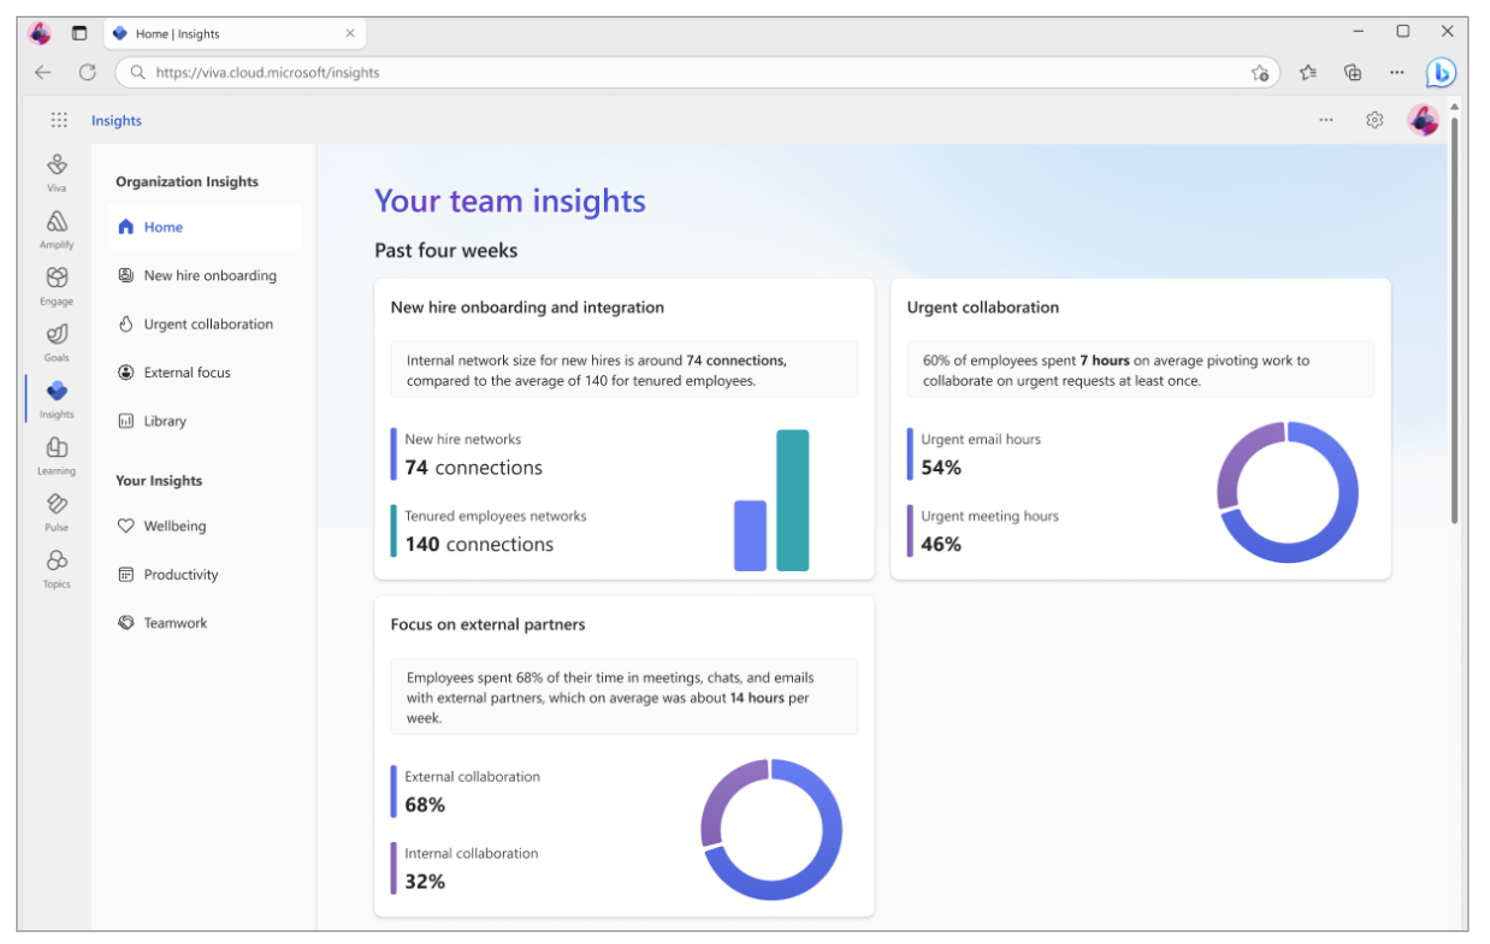 Home | Insights
https://viva.cloud.microsoft/insights
Insights
Viva
Amplify
Engage
Goals
Insights
Learning
Pulse
Topics
Organization Insights
Home
New hire onboarding
Urgent collaboration
External focus
Library
Your Insights
Wellbeing
Productivity
Teamwork
Your team insights
Past four weeks
New hire onboarding and integration
Internal network size for new hires is around 74 connections,
compared to the average of 140 for tenured employees.
New hire networks
74 connections
Tenured employees networks
140 connections
Urgent collaboration
60% of employees spent 7 hours on average pivoting work to
collaborate on urgent requests at least once.
Urgent email hours
54%
Urgent meeting hours
46%
Focus on external partners
Employees spent 68% of their time in meetings, chats, and emails
with external partners, which on average was about 14 hours per
week.
External collaboration
68%
Internal collaboration
32%